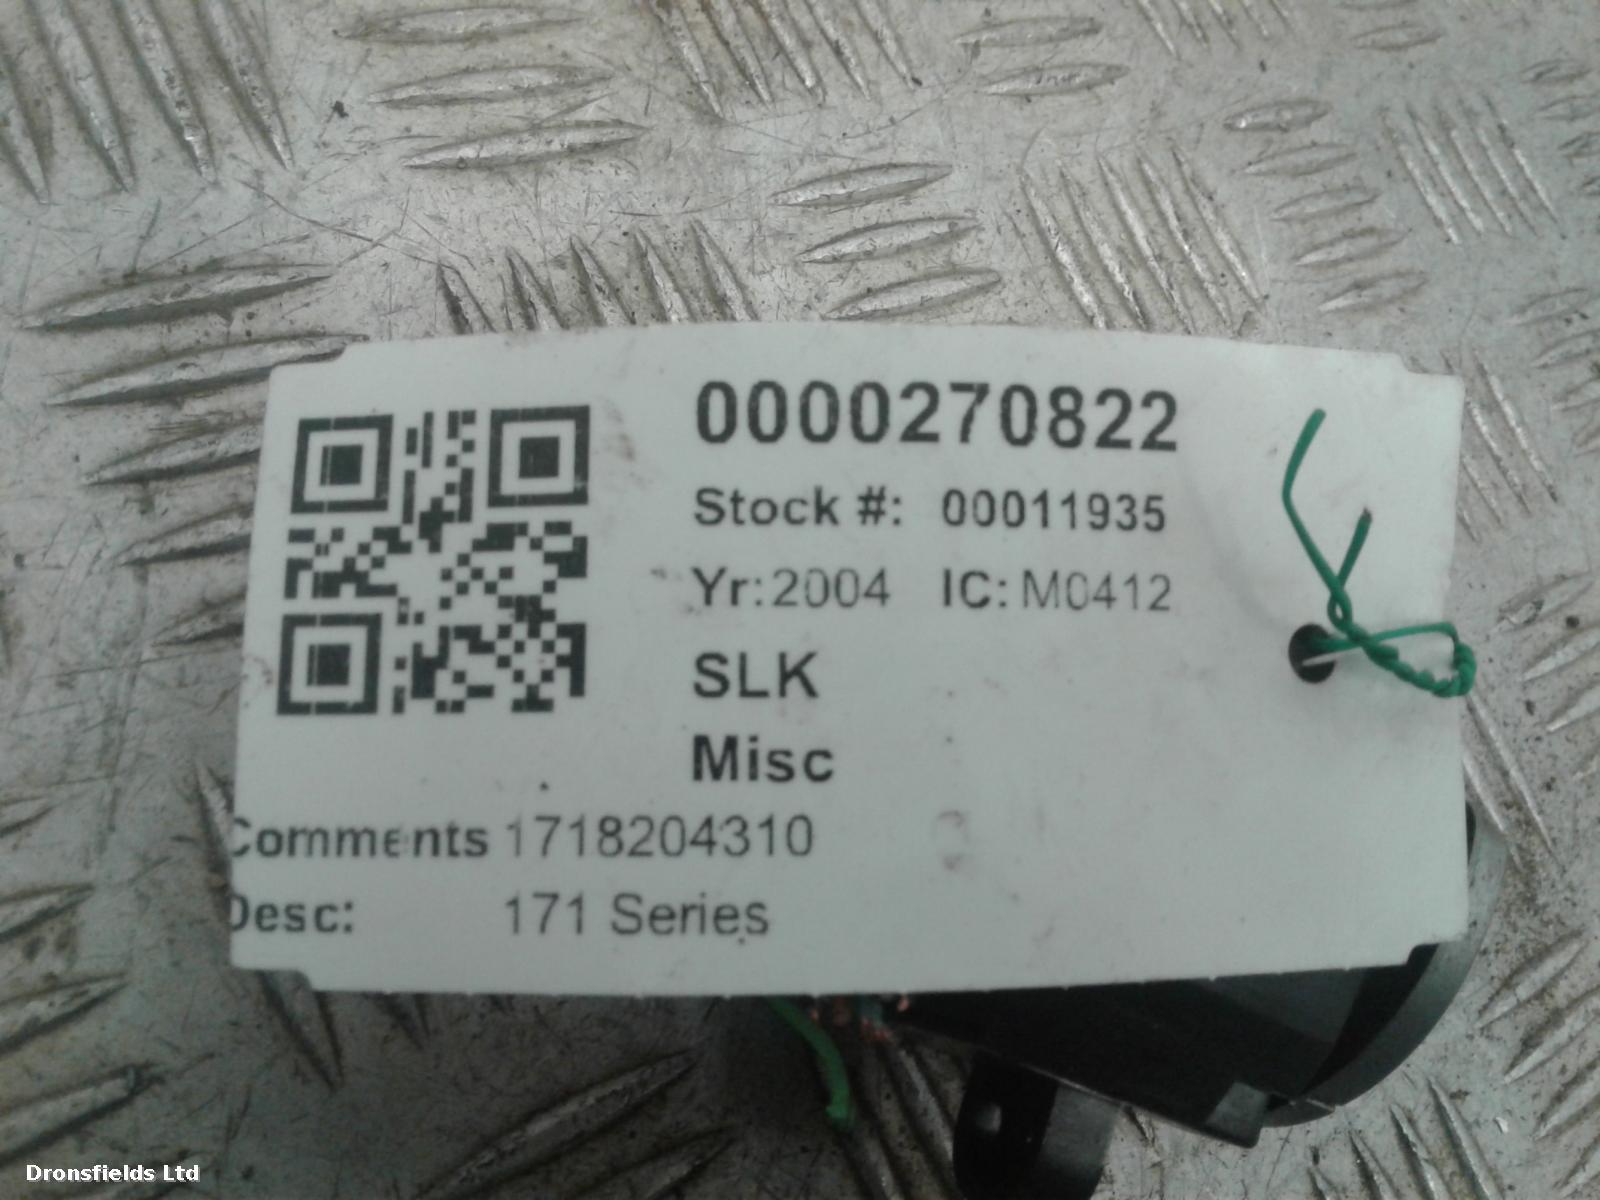 0000270822
Stock #: 00011935
Yr: 2004 IC: M0412
SLK
Misc
Comments 1718204310
Desc: 171 Series
Dronsfields Ltd